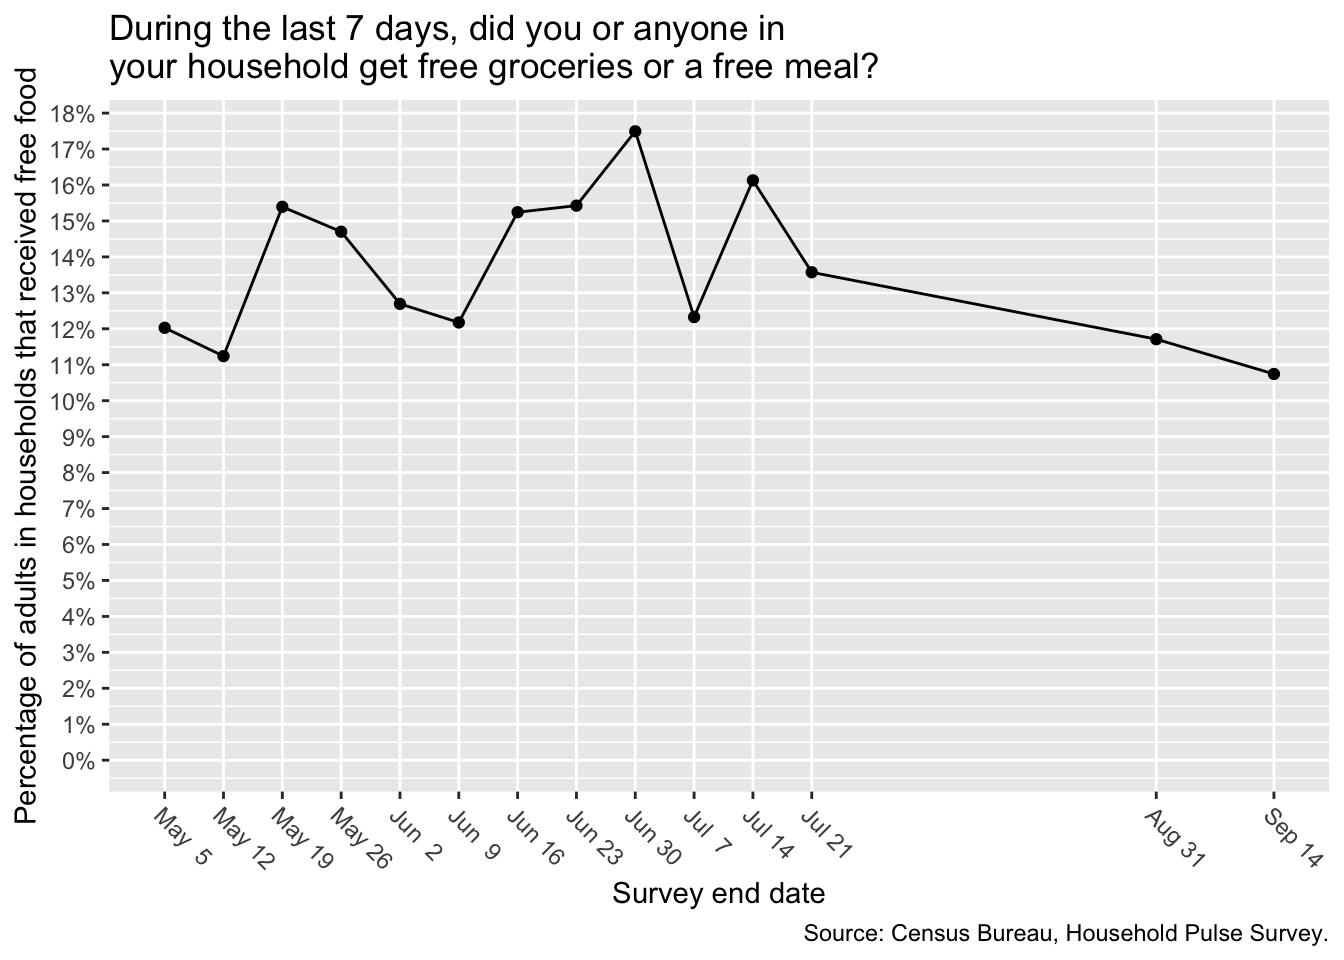 During the last 7 days, did you or anyone in
your household get free groceries or a free meal?
Percentage of adults in households that received free food
18%
17%
16%
15%
14%
13%
12%
11%
10%
9%
8%
7%
6%
5%
4%
3%
2%
1%
0%
May 5
May 12
May 19
May 26
Jun 2
Jun 9
Jun 16
Jun 23
Jun 30
Jul 7
Jul 14
Jul 21
Aug 31
Sep 14
Survey end date
Source: Census Bureau, Household Pulse Survey.